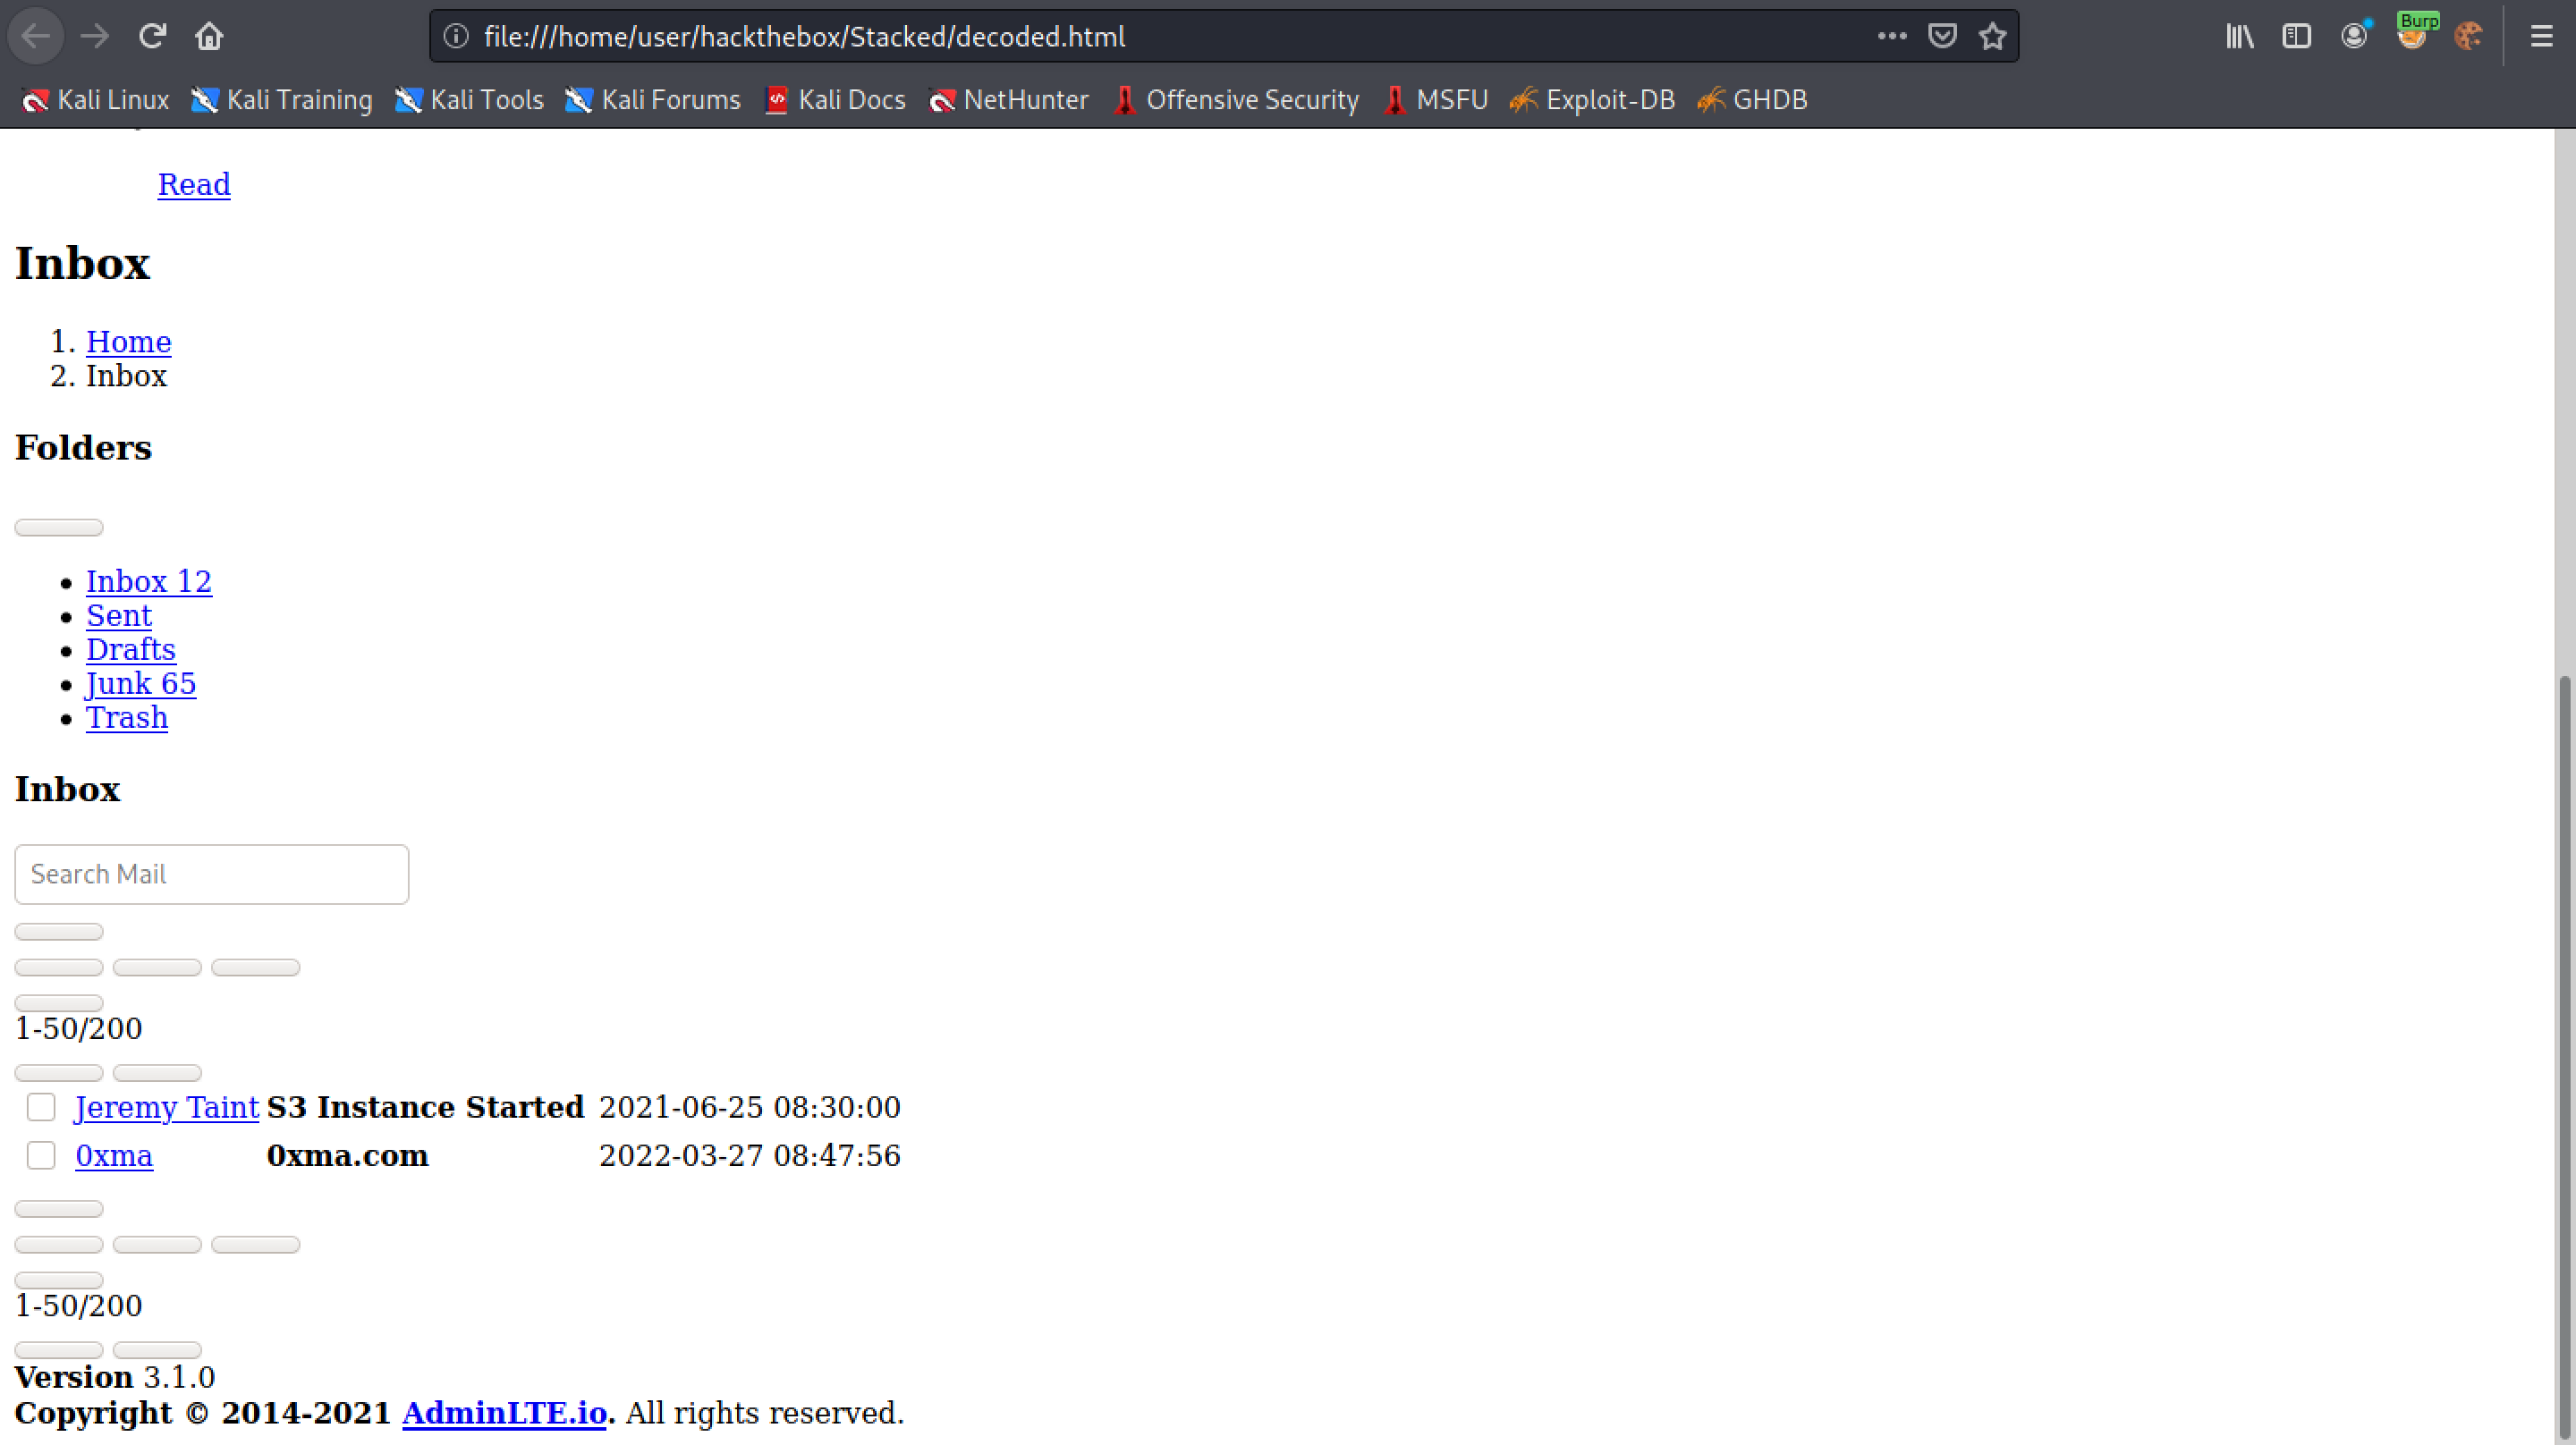 file:///home/user/hackthebox/Stacked/decoded.html
Burp
Kali Linux Kali Training Kali Tools Kali Forums Kali Docs NetHunter Offensive Security MSFU Exploit-DB GHDB
Read
Inbox
1. Home
2. Inbox
Folders
Inbox 12
Sent
Drafts
Junk 65
Trash
Inbox
Search Mail
1-50/200
Jeremy Taint S3 Instance Started 2021-06-25 08:30:00
0xma 0xma.com 2022-03-27 08:47:56
1-50/200
Version 3.1.0
Copyright © 2014-2021 AdminLTE.io. All rights reserved.